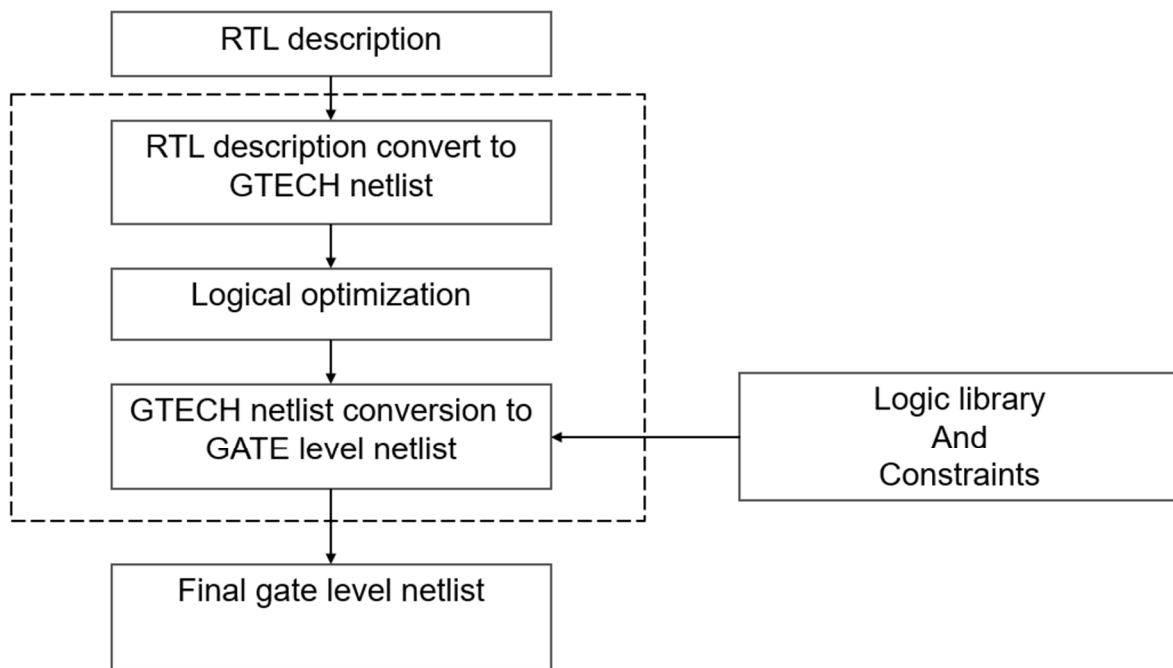 RTL description
RTL description convert to
GTECH netlist
Logical optimization
GTECH netlist conversion to
GATE level netlist
Logic library
And
Constraints
Final gate level netlist